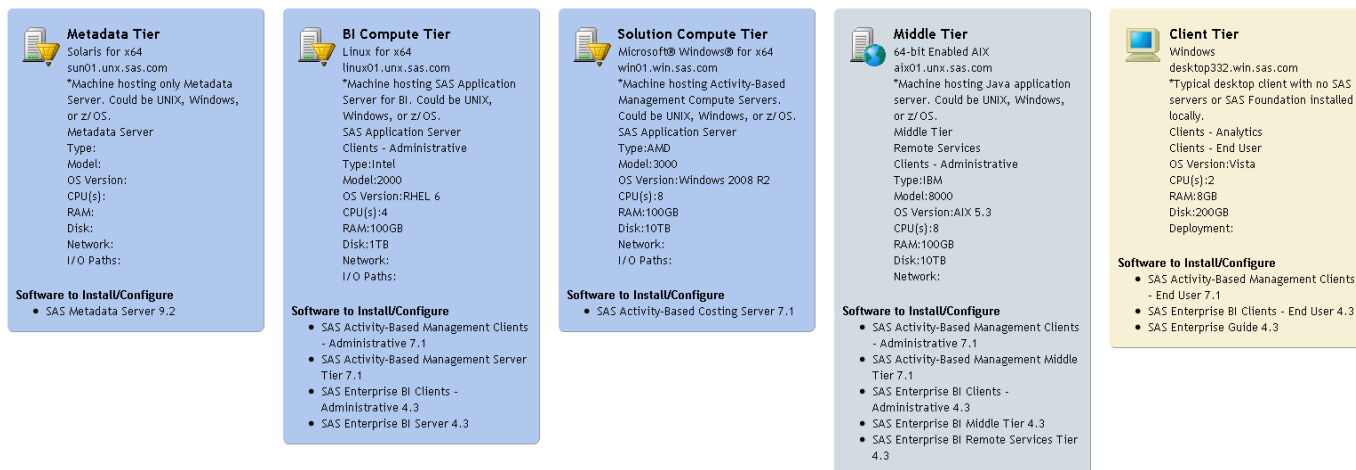 Metadata Tier
Solaris for x64
sun01.unx.sas.com
*Machine hosting only Metadata
Server. Could be UNIX, Windows,
or z/OS.
Metadata Server
Type:
Model:
OS Version:
CPU(s):
RAM:
Disk:
Network:
I/O Paths:
Software to Install/Configure
• SAS Metadata Server 9.2
BI Compute Tier
Linux for x64
linux01.unx.sas.com
*Machine hosting SAS Application
Server for BI. Could be UNIX,
Windows, or z/OS.
SAS Application Server
Clients - Administrative
Type:Intel
Model:2000
OS Version:RHEL 6
CPU(s):4
RAM:100GB
Disk:1TB
Network:
I/O Paths:
Software to Install/Configure
• SAS Activity-Based Management Clients
- Administrative 7.1
• SAS Activity-Based Management Server
Tier 7.1
• SAS Enterprise BI Clients -
Administrative 4.3
• SAS Enterprise BI Server 4.3
Solution Compute Tier
Microsoft® Windows® for x64
win01.win.sas.com
*Machine hosting Activity-Based
Management Compute Servers.
Could be UNIX, Windows, or z/OS.
SAS Application Server
Type:AMD
Model:3000
OS Version:Windows 2008 R2
CPU(s):8
RAM:100GB
Disk:10TB
Network:
I/O Paths:
Software to Install/Configure
• SAS Activity-Based Costing Server 7.1
Middle Tier
64-bit Enabled AIX
aix01.unx.sas.com
*Machine hosting Java application
server. Could be UNIX, Windows,
or z/OS.
Middle Tier
Remote Services
Clients - Administrative
Type:IBM
Model:8000
OS Version:AIX 5.3
CPU(s):8
RAM:100GB
Disk:10TB
Network:
Software to Install/Configure
• SAS Activity-Based Management Clients
- Administrative 7.1
• SAS Activity-Based Management Middle
Tier 7.1
• SAS Enterprise BI Clients -
Administrative 4.3
• SAS Enterprise BI Middle Tier 4.3
• SAS Enterprise BI Remote Services Tier
4.3
Client Tier
Windows
desktop332.win.sas.com
*Typical desktop client with no SAS
servers or SAS Foundation installed
locally.
Clients - Analytics
Clients - End User
OS Version:Vista
CPU(s):2
RAM:8GB
Disk:200GB
Deployment:
Software to Install/Configure
• SAS Activity-Based Management Clients
- End User 7.1
• SAS Enterprise BI Clients - End User 4.3
• SAS Enterprise Guide 4.3